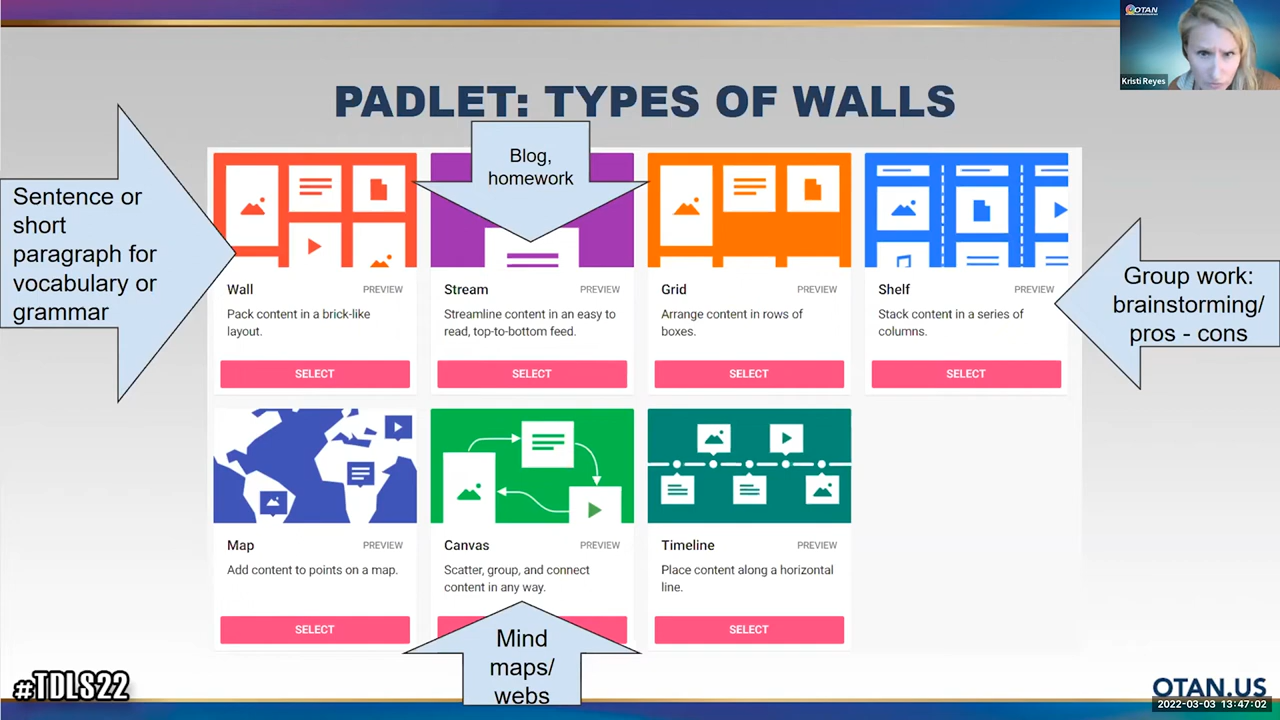 OTAN
Kristi Reyes
PADLET: TYPES OF WALLS
Sentence or
short
paragraph for
vocabulary or
grammar
Blog,
homework
Group work:
brainstorming/
pros - cons
Wall PREVIEW
Pack content in a brick-like
layout.
SELECT
Stream PREVIEW
Streamline content in an easy to
read, top-to-bottom feed.
SELECT
Grid PREVIEW
Arrange content in rows of
boxes.
SELECT
Shelf PREVIEW
Stack content in a series of
columns.
SELECT
Map PREVIEW
Add content to points on a map.
SELECT
Canvas PREVIEW
Scatter, group, and connect
content in any way.
Mind
maps/
webs
Timeline PREVIEW
Place content along a horizontal
line.
SELECT
#TDLS22
OTAN.US
2022-03-03 13:47:02